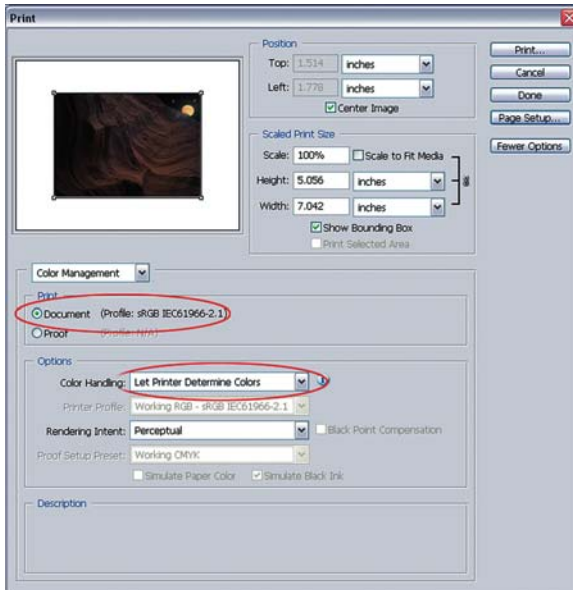 Print
Position
Top: 1.514 inches
Left: 1.778 inches
Center Image
Scaled Print Size
Scale: 100% Scale to Fit Media
Height: 5.056 inches
Width: 7.042 inches
Show Bounding Box
Print Selected Area
Print...
Cancel
Done
Page Setup...
Fewer Options
Color Management
Print
Document (Profile: sRGB IEC61966-2.1)
Proof (Profile: N/A)
Options
Color Handling: Let Printer Determine Colors
Printer Profile: Working RGB - sRGB IEC61966-2.1
Rendering Intent: Perceptual
Black Point Compensation
Proof Setup Preset: Working CMYK
Simulate Paper Color Simulate Black Ink
Description